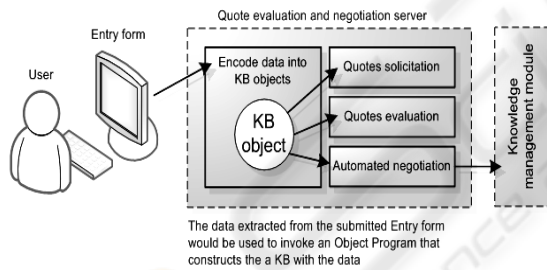 Quote evaluation and negotiation server
Entry form
User
Encode data into
KB objects
KB
object
Quotes solicitation
Quotes evaluation
Automated negotiation
Knowledge
management module
The data extracted from the submitted Entry form
would be used to invoke an Object Program that
constructs the a KB with the data